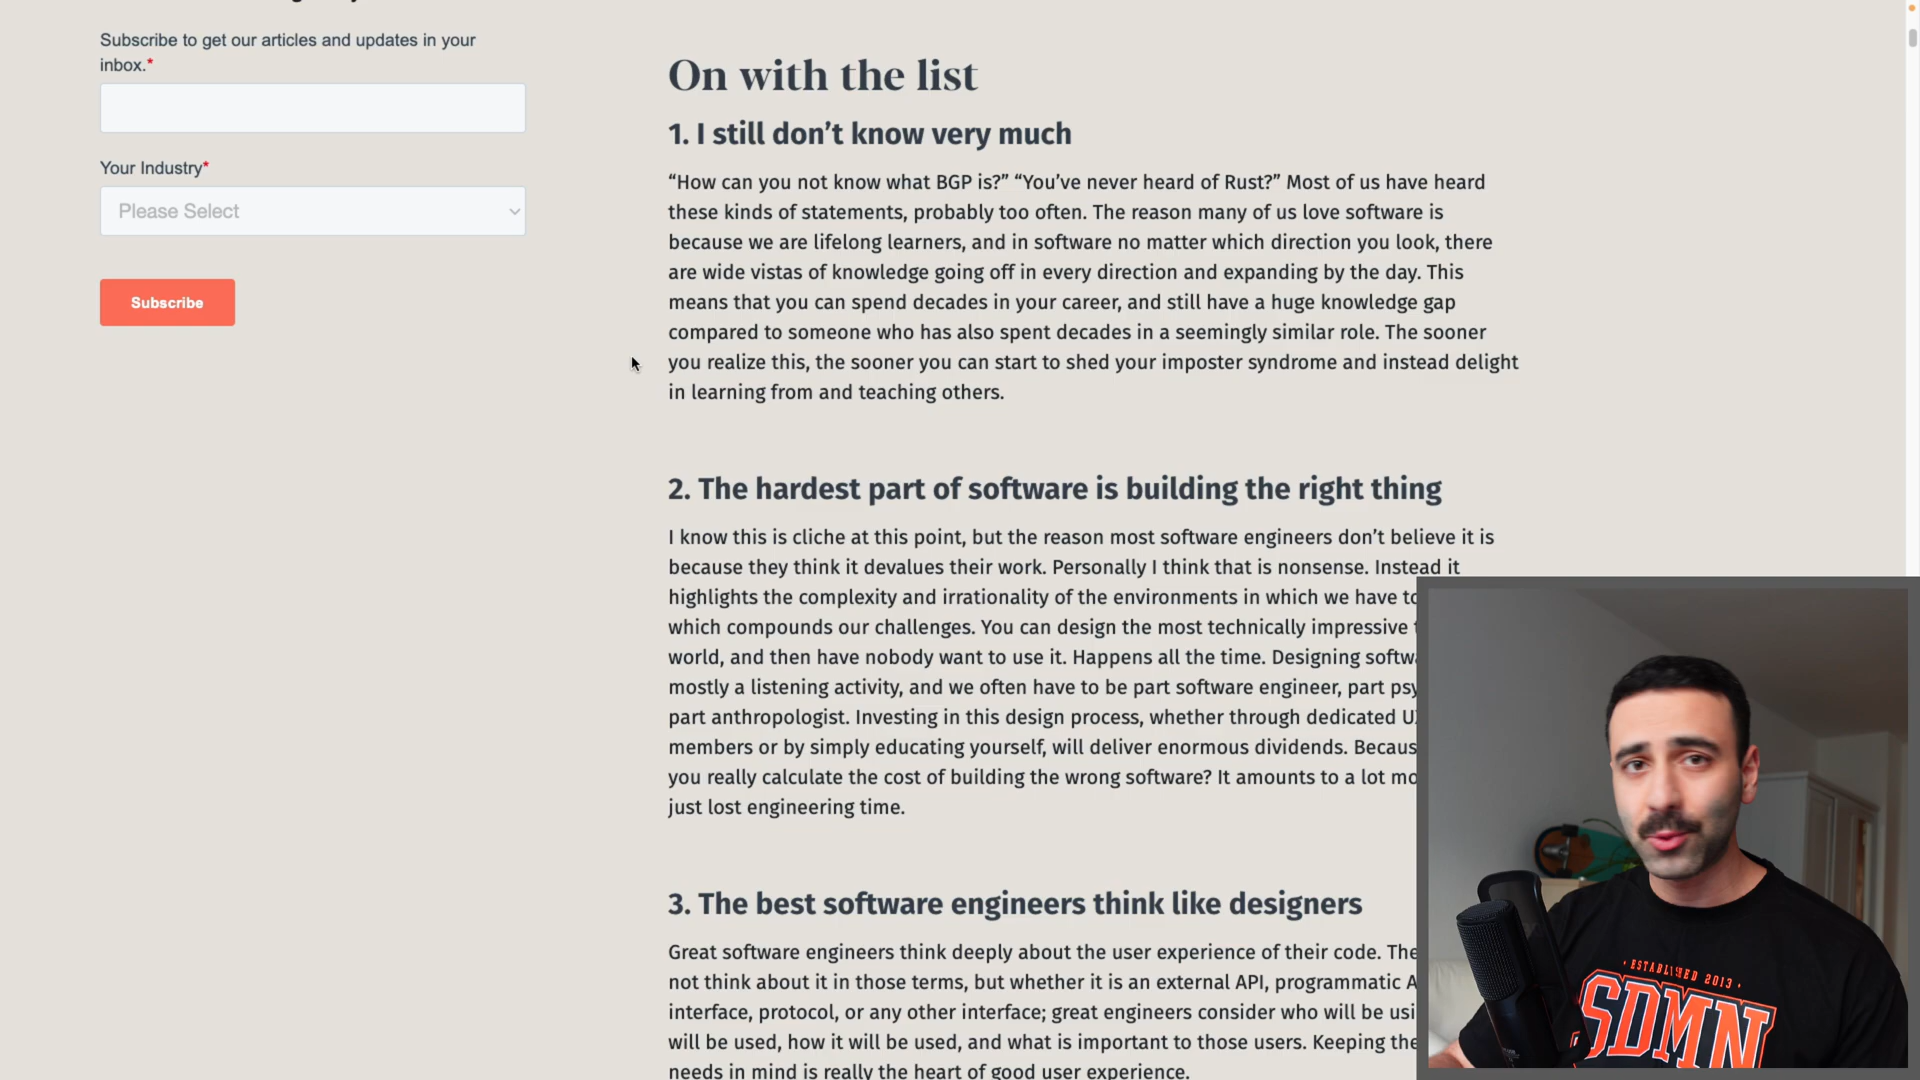 Subscribe to get our articles and updates in your
inbox.*
Your Industry*
Please Select
Subscribe
On with the list
1. I still don’t know very much
“How can you not know what BGP is?” “You’ve never heard of Rust?” Most of us have heard
these kinds of statements, probably too often. The reason many of us love software is
because we are lifelong learners, and in software no matter which direction you look, there
are wide vistas of knowledge going off in every direction and expanding by the day. This
means that you can spend decades in your career, and still have a huge knowledge gap
compared to someone who has also spent decades in a seemingly similar role. The sooner
you realize this, the sooner you can start to shed your imposter syndrome and instead delight
in learning from and teaching others.
2. The hardest part of software is building the right thing
I know this is cliche at this point, but the reason most software engineers don’t believe it is
because they think it devalues their work. Personally I think that is nonsense. Instead it
highlights the complexity and irrationality of the environments in which we have to
which compounds our challenges. You can design the most technically impressive
world, and then have nobody want to use it. Happens all the time. Designing softw
mostly a listening activity, and we often have to be part software engineer, part psy
part anthropologist. Investing in this design process, whether through dedicated U
members or by simply educating yourself, will deliver enormous dividends. Becaus
you really calculate the cost of building the wrong software? It amounts to a lot mo
just lost engineering time.
3. The best software engineers think like designers
Great software engineers think deeply about the user experience of their code. The
not think about it in those terms, but whether it is an external API, programmatic A
interface, protocol, or any other interface; great engineers consider who will be usi
will be used, how it will be used, and what is important to those users. Keeping the
needs in mind is really the heart of good user experience.
• ESTABLISHED 2013 •
SDMN